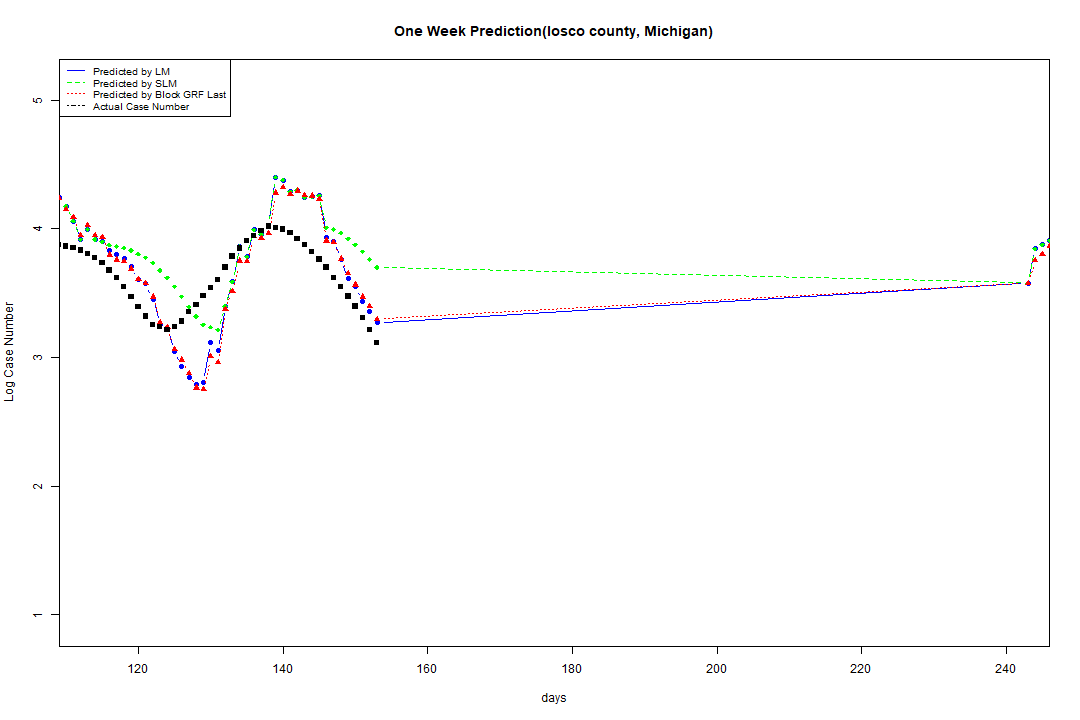 One Week Prediction(Iosco county, Michigan)
Predicted by LM
Predicted by SLM
Predicted by Block GRF Last
Actual Case Number
5
4
3
2
1
Log Case Number
120 140 160 180 200 220 240
days